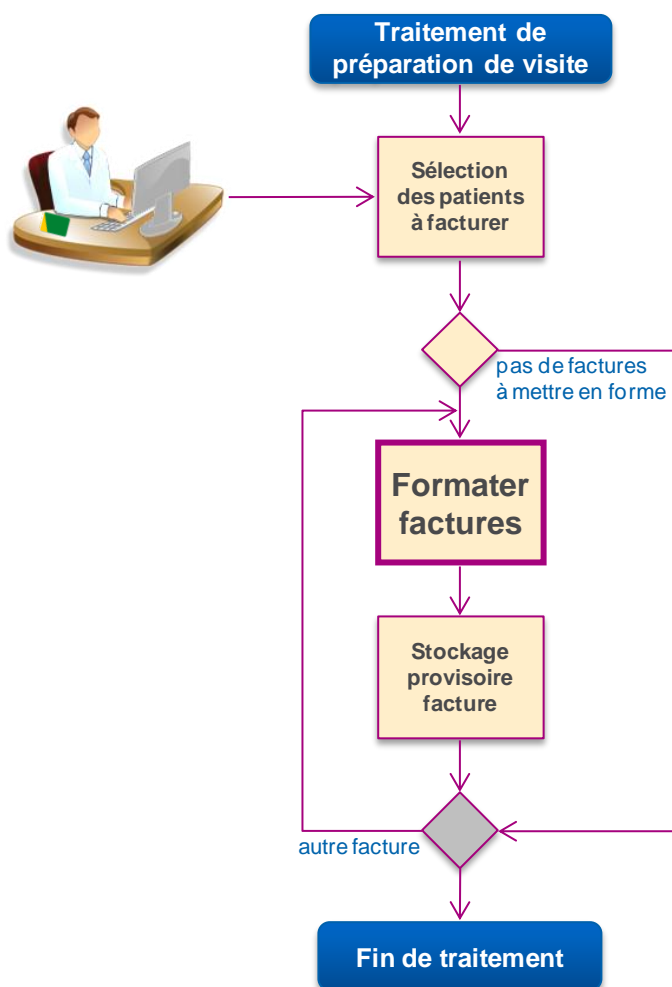 Traitement de
préparation de visite
Sélection
des patients
à facturer
pas de factures
à mettre en forme
Formater
factures
Stockage
provisoire
facture
autre facture
Fin de traitement